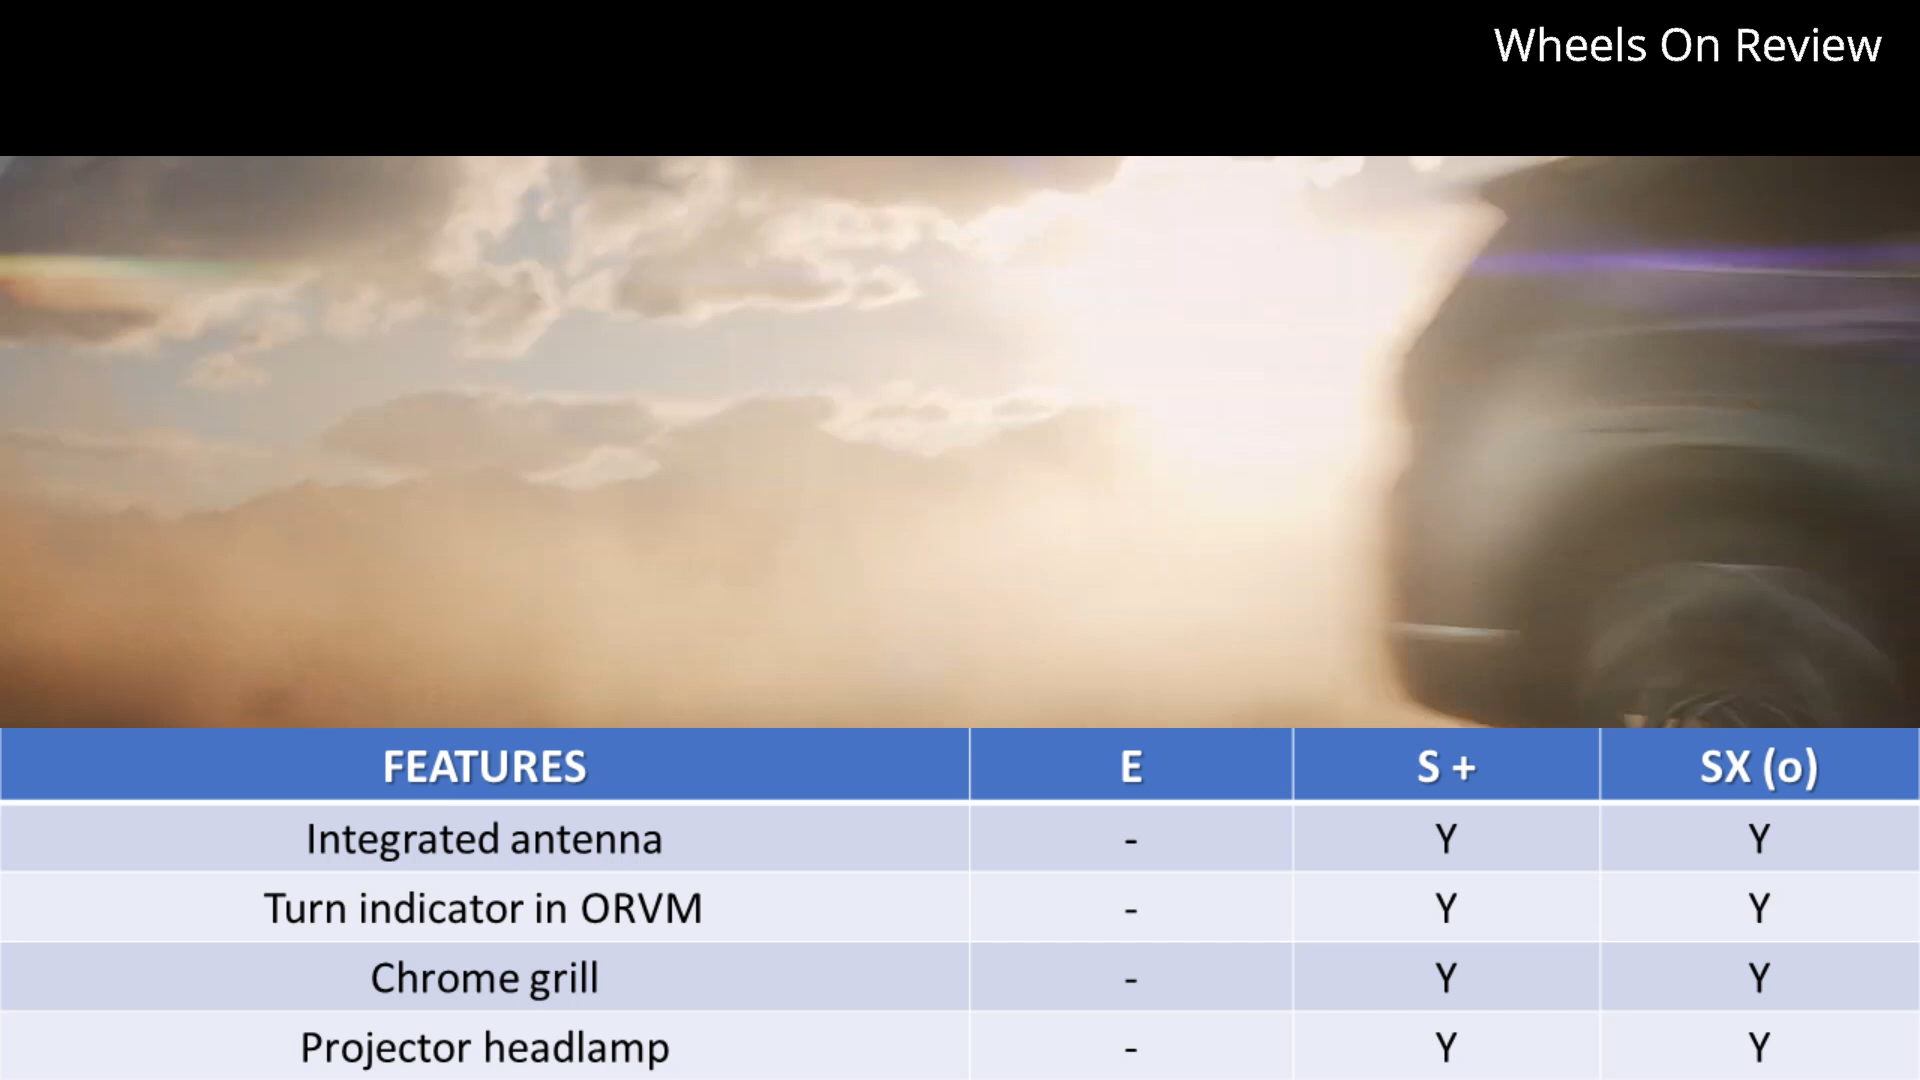 Wheels On Review
FEATURES E S + SX (o)
Integrated antenna - Y Y
Turn indicator in ORVM - Y Y
Chrome grill - Y Y
Projector headlamp - Y Y